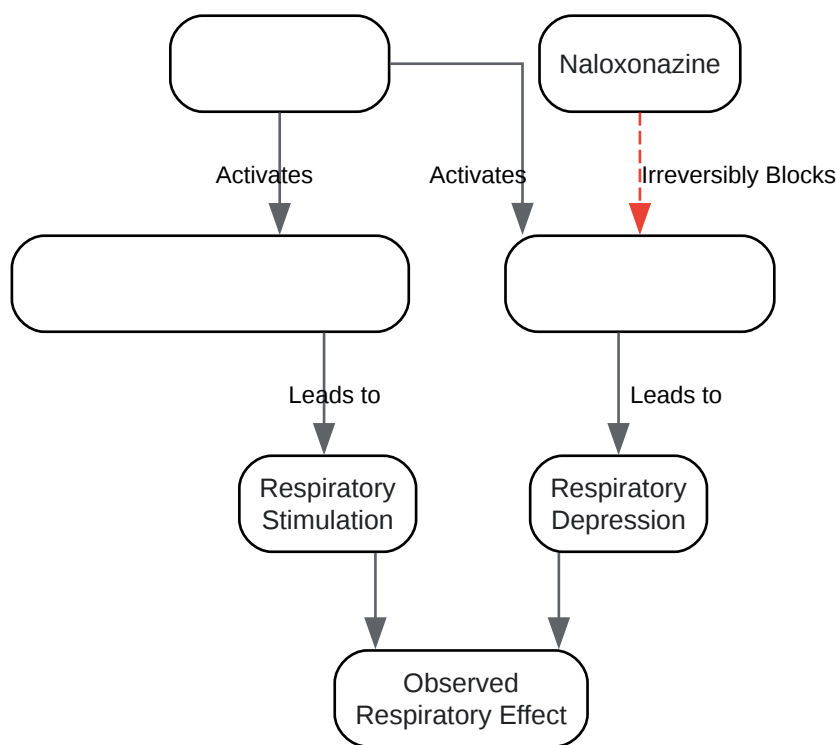 Naloxonazine
Activates
Activates
Irreversibly Blocks
Leads to
Leads to
Respiratory
Stimulation
Respiratory
Depression
Observed
Respiratory Effect